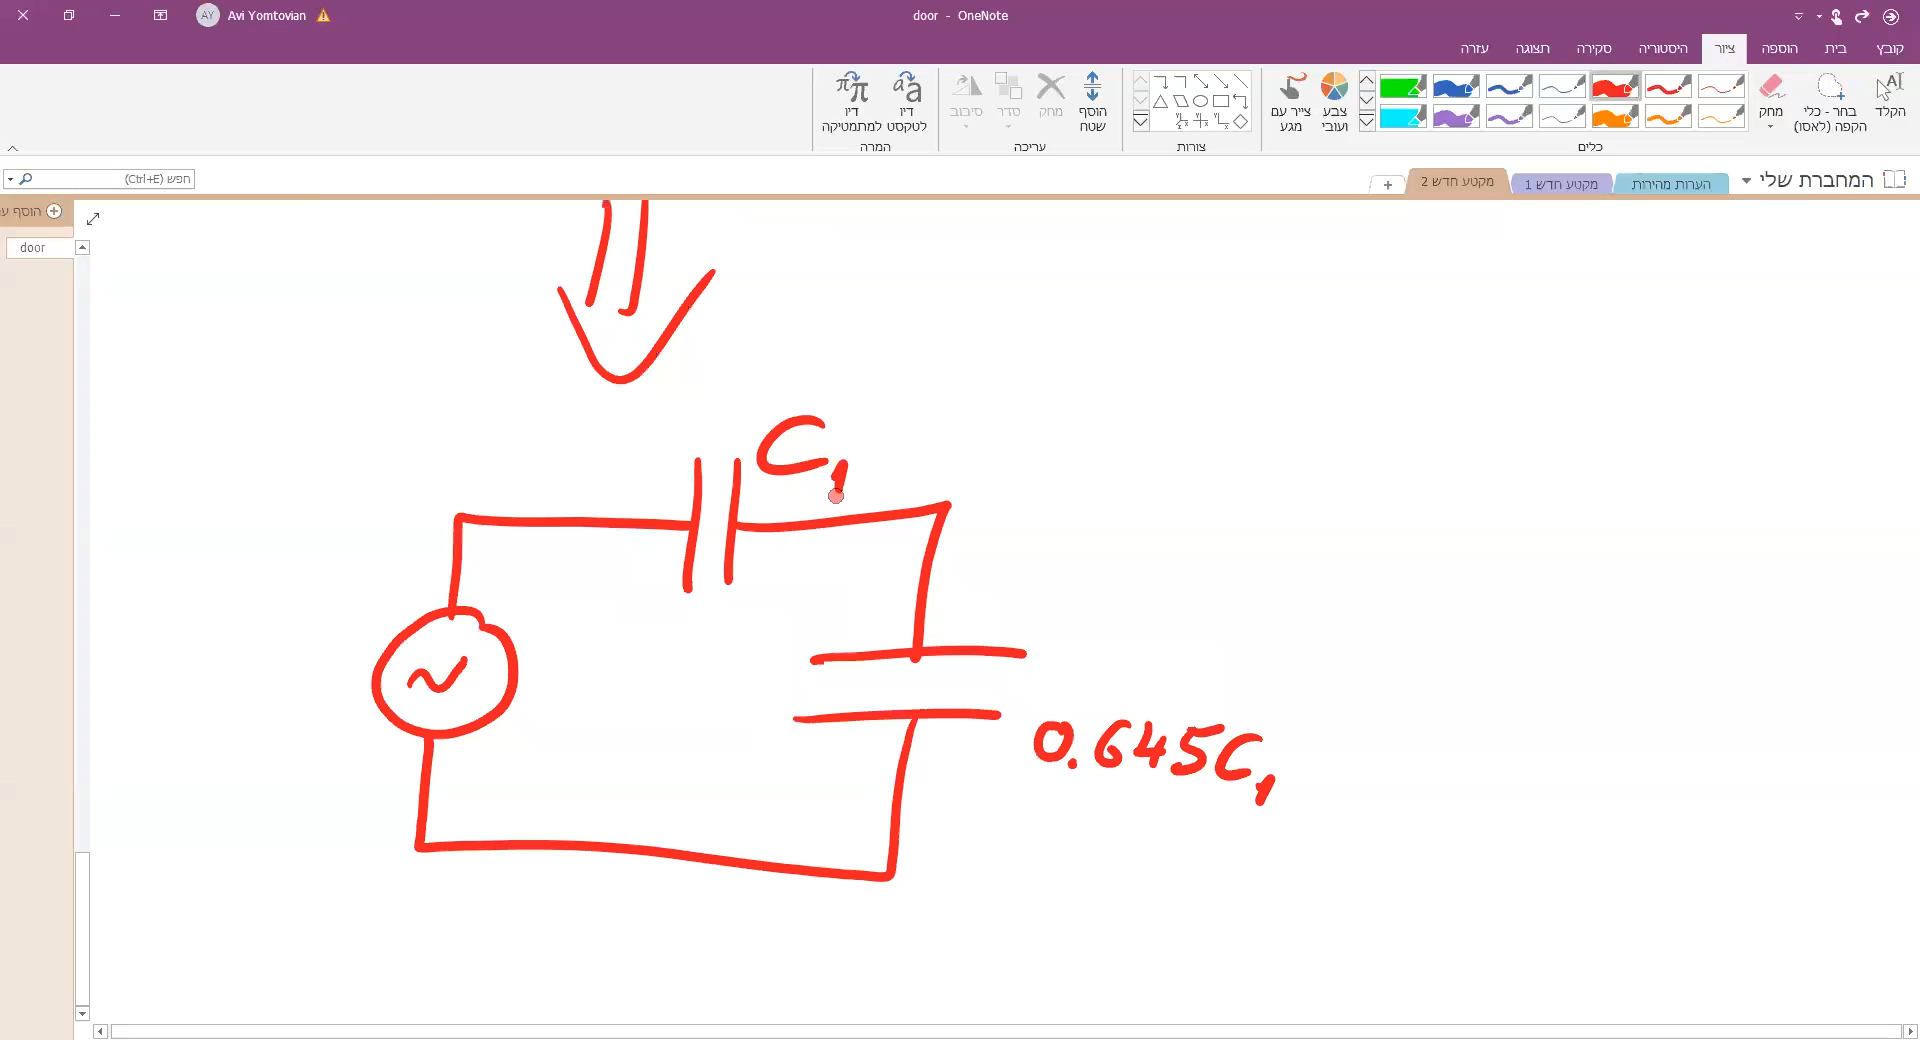 AY Avi Yomtovian
door - OneNote
קובץ בית הוספה ציור היסטוריה סקירה תצוגה עזרה
הקלד
בחר - כלי הקפה (לאסו)
מחק
כלים
צבע ועובי
צייר עם מגע
צורות
הוסף שטח
מחק
סדר
סיבוב
עריכה
דיו לטקסט
דיו למתמטיקה
המרה
המחברת שלי
הערות מהירות
מקטע חדש 1
מקטע חדש 2
+
חפש (Ctrl+E)
door
C1
~
0.645C1